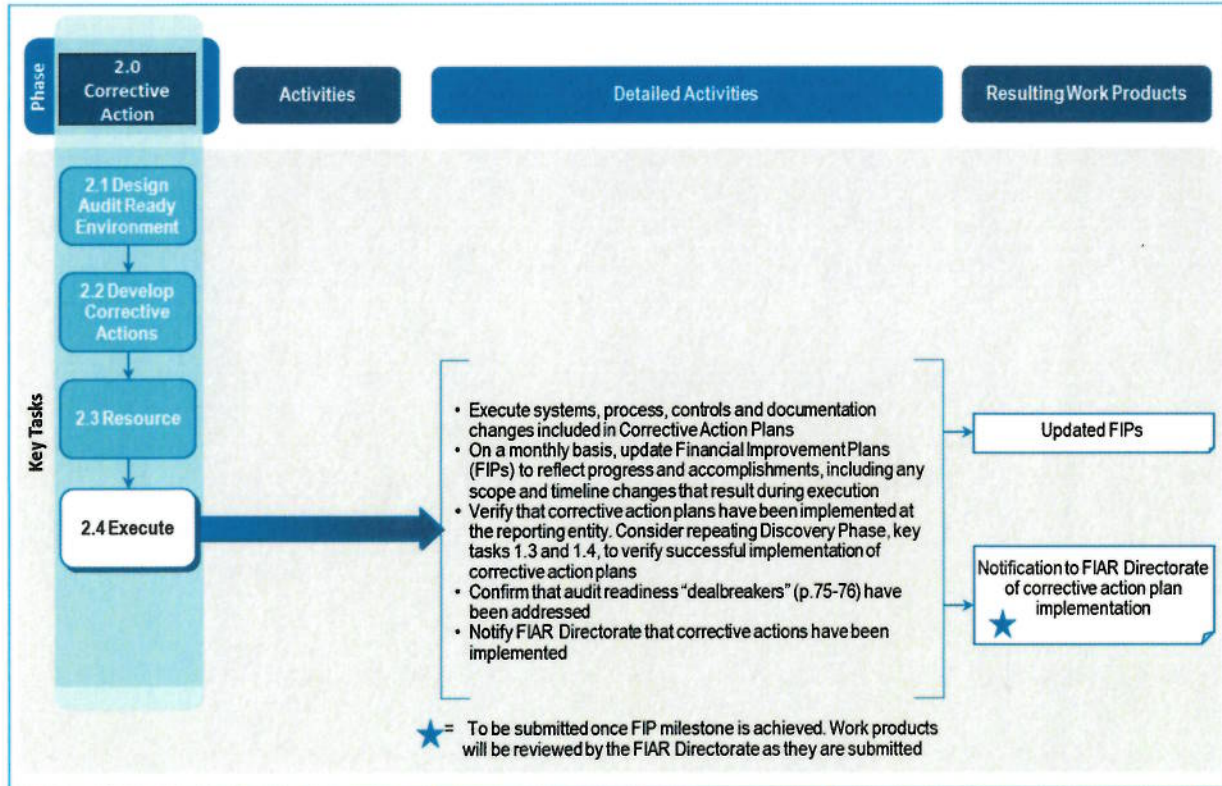 Phase
2.0
Corrective
Action
Activities
Detailed Activities
Resulting Work Products
Key Tasks
2.1 Design
Audit Ready
Environment
2.2 Develop
Corrective
Actions
2.3 Resource
2.4 Execute
• Execute systems, process, controls and documentation
changes included in Corrective Action Plans
• On a monthly basis, update Financial Improvement Plans
(FIPs) to reflect progress and accomplishments, including any
scope and timeline changes that result during execution
• Verify that corrective action plans have been implemented at
the reporting entity. Consider repeating Discovery Phase, key
tasks 1.3 and 1.4, to verify successful implementation of
corrective action plans
• Confirm that audit readiness “dealbreakers” (p.75-76) have
been addressed
• Notify FIAR Directorate that corrective actions have been
implemented
Updated FIPs
Notification to FIAR Directorate
of corrective action plan
implementation
= To be submitted once FIP milestone is achieved. Work products
will be reviewed by the FIAR Directorate as they are submitted